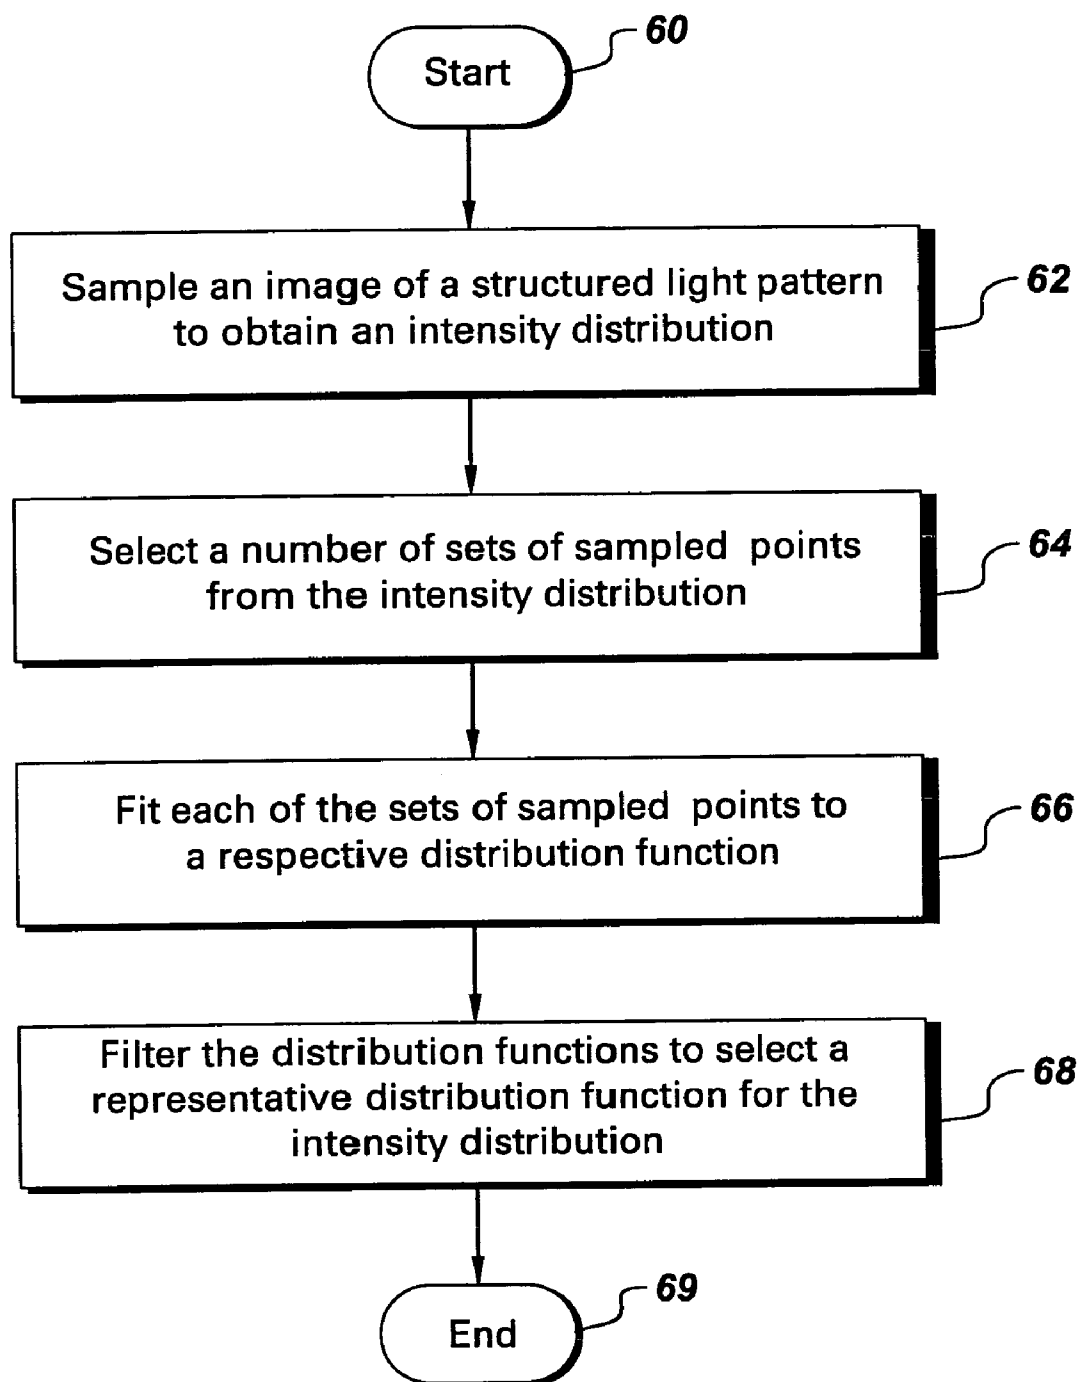 Start
60
Sample an image of a structured light pattern
to obtain an intensity distribution
62
Select a number of sets of sampled points
from the intensity distribution
64
Fit each of the sets of sampled points to
a respective distribution function
66
Filter the distribution functions to select a
representative distribution function for the
intensity distribution
68
End
69